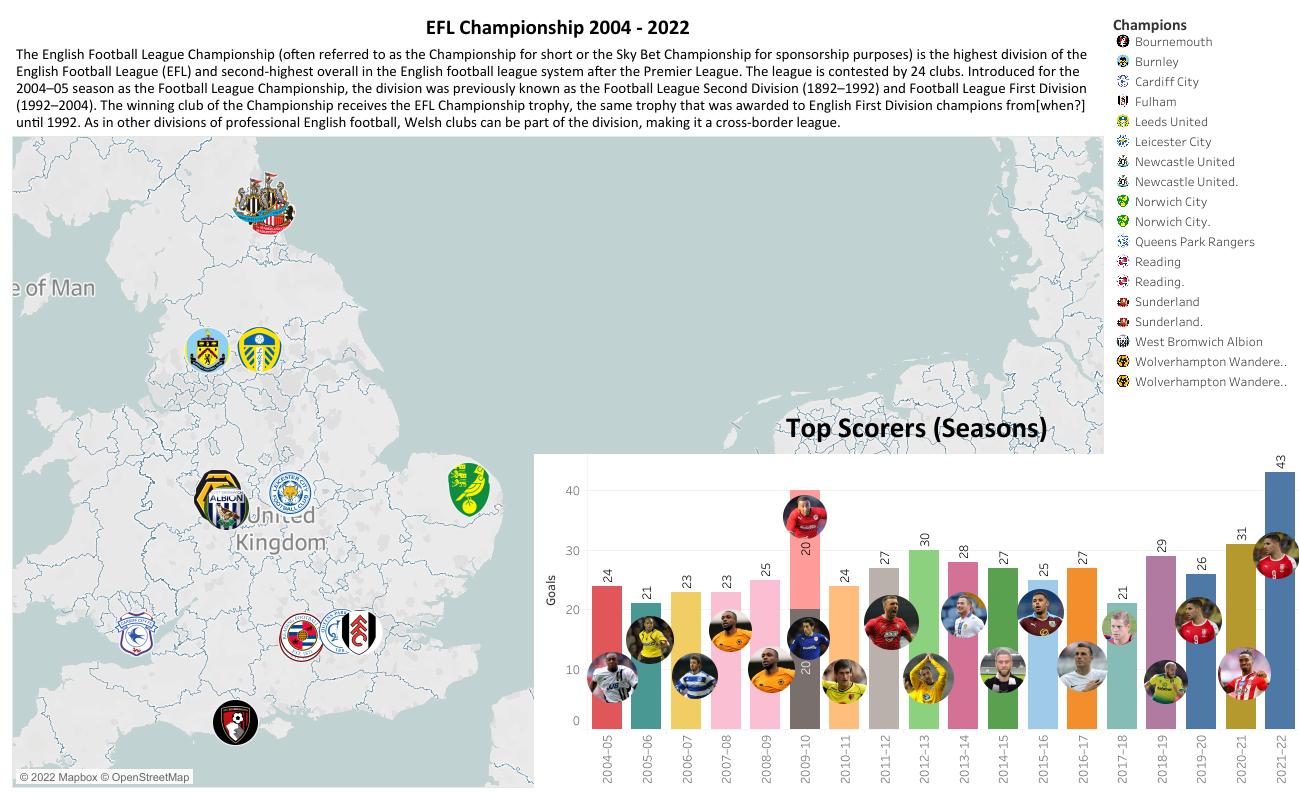 EFL Championship 2004 - 2022
The English Football League Championship (often referred to as the Championship for short or the Sky Bet Championship for sponsorship purposes) is the highest division of the
English Football League (EFL) and second-highest overall in the English football league system after the Premier League. The league is contested by 24 clubs. Introduced for the
2004–05 season as the Football League Championship, the division was previously known as the Football League Second Division (1892–1992) and Football League First Division
(1992–2004). The winning club of the Championship receives the EFL Championship trophy, the same trophy that was awarded to English First Division champions from[when?]
until 1992. As in other divisions of professional English football, Welsh clubs can be part of the division, making it a cross-border league.
Champions
Bournemouth
Burnley
Cardiff City
Fulham
Leeds United
Leicester City
Newcastle United
Newcastle United.
Norwich City
Norwich City.
Queens Park Rangers
Reading
Reading.
Sunderland
Sunderland.
West Bromwich Albion
Wolverhampton Wandere..
Wolverhampton Wandere..
e of Man
ALBION
LEICESTER CITY
FOOTBALL CLUB
United
Kingdom
CARDIFF CITY
© 2022 Mapbox © OpenStreetMap
Top Scorers (Seasons)
Goals
40
30
20
10
0
24
21
23
23
25
20
20
24
27
30
28
27
25
27
21
29
26
31
43
2004–05
2005–06
2006–07
2007–08
2008–09
2009–10
2010–11
2011–12
2012–13
2013–14
2014–15
2015–16
2016–17
2017–18
2018–19
2019–20
2020–21
2021–22